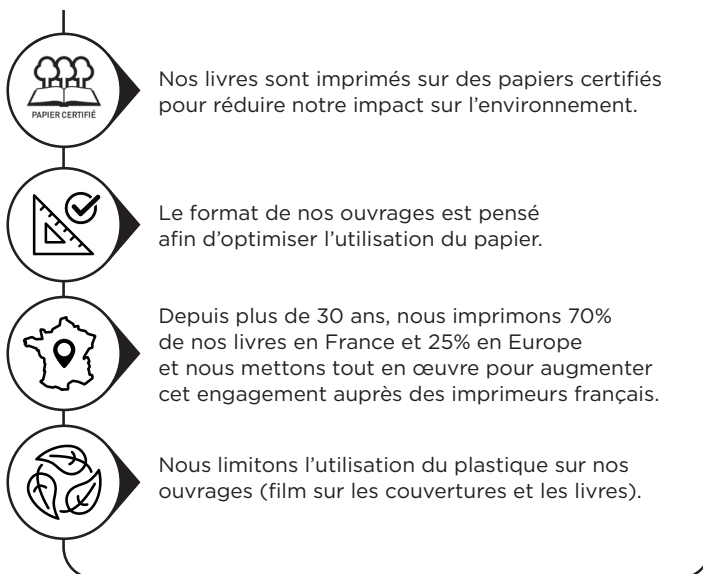 PAPIER CERTIFIÉ
Nos livres sont imprimés sur des papiers certifiés
pour réduire notre impact sur l’environnement.
Le format de nos ouvrages est pensé
afin d’optimiser l’utilisation du papier.
Depuis plus de 30 ans, nous imprimons 70%
de nos livres en France et 25% en Europe
et nous mettons tout en œuvre pour augmenter
cet engagement auprès des imprimeurs français.
Nous limitons l’utilisation du plastique sur nos
ouvrages (film sur les couvertures et les livres).